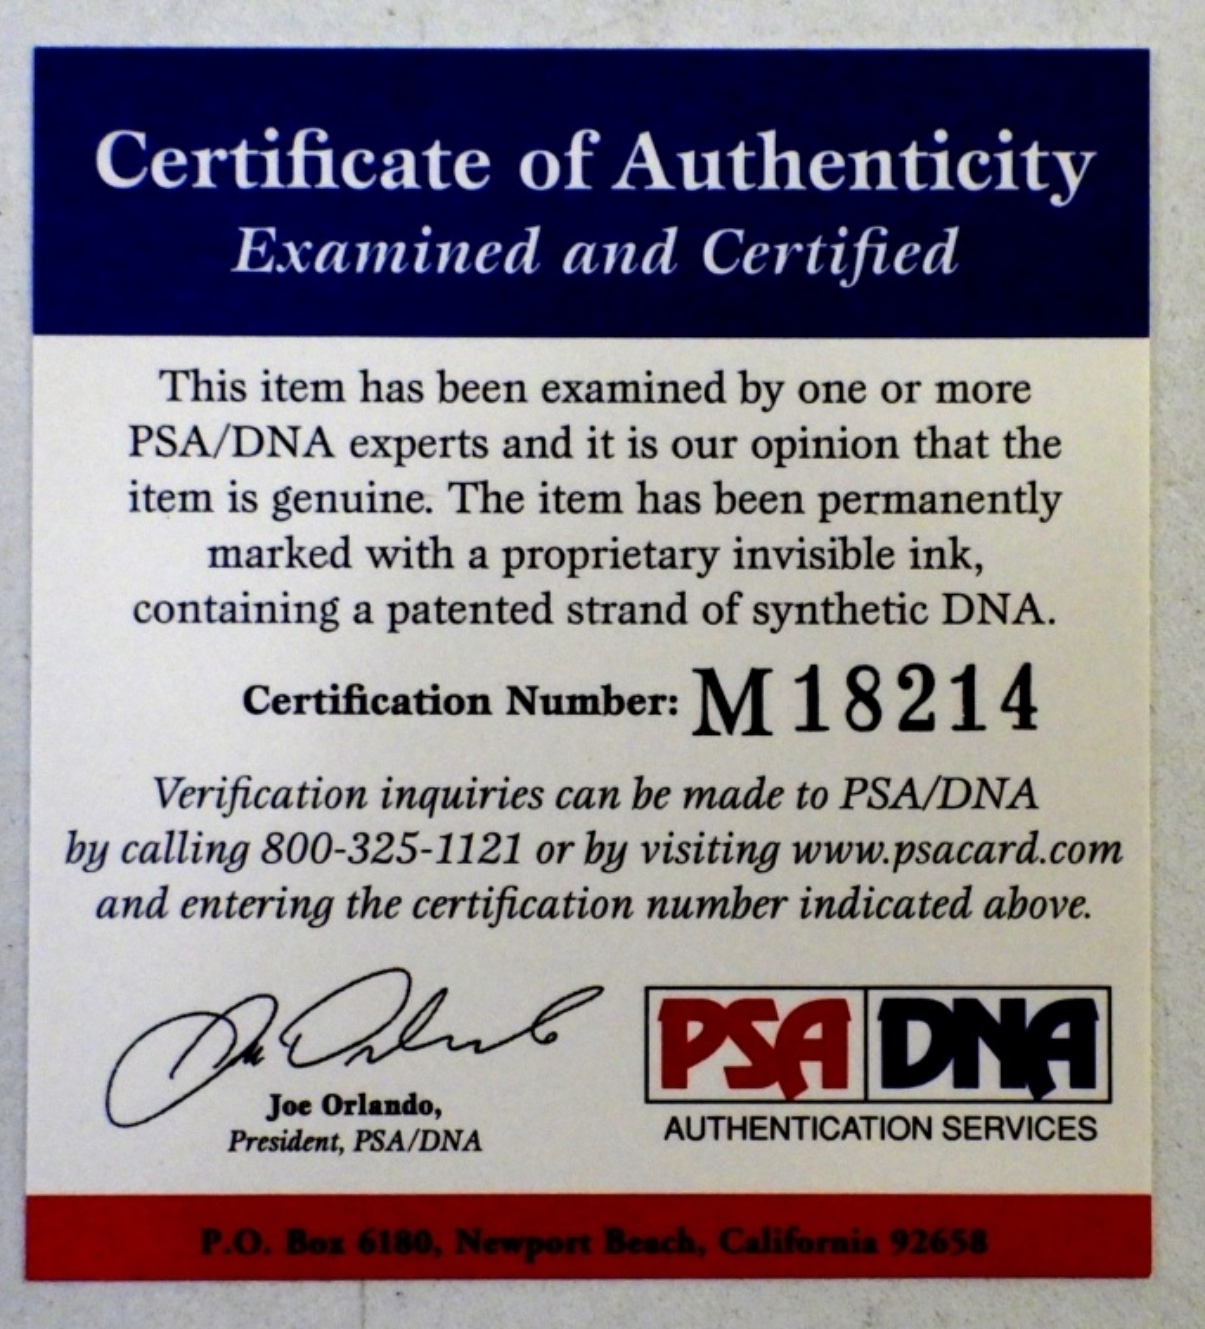 Certificate of Authenticity
Examined and Certified
This item has been examined by one or more
PSA/DNA experts and it is our opinion that the
item is genuine. The item has been permanently
marked with a proprietary invisible ink,
containing a patented strand of synthetic DNA.
Certification Number: M18214
Verification inquiries can be made to PSA/DNA
by calling 800-325-1121 or by visiting www.psacard.com
and entering the certification number indicated above.
Joe Orlando,
President, PSA/DNA
PSA DNA
AUTHENTICATION SERVICES
P.O. Box 6180, Newport Beach, California 92658